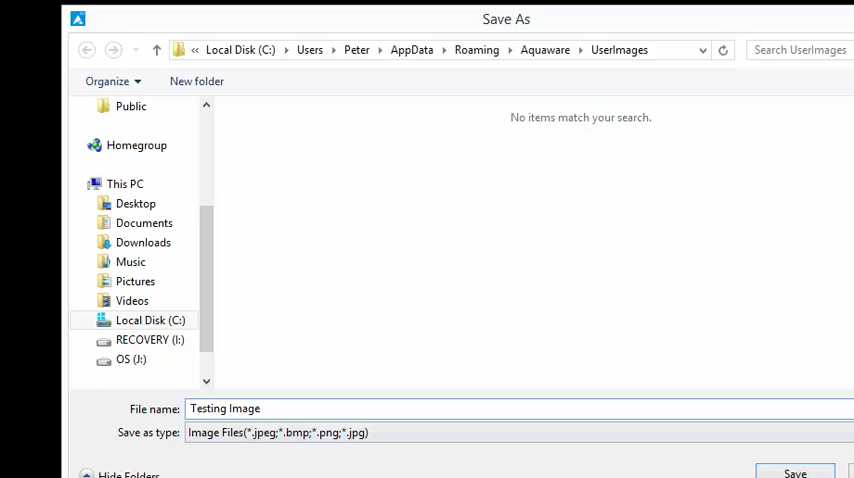 Save As
« Local Disk (C:) › Users › Peter › AppData › Roaming › Aquaware › UserImages
Search UserImages
Organize
New folder
Public
No items match your search.
Homegroup
This PC
Desktop
Documents
Downloads
Music
Pictures
Videos
Local Disk (C:)
RECOVERY (I:)
OS (J:)
File name: Testing Image
Save as type: Image Files(*.jpeg;*.bmp;*.png;*.jpg)
Hide Folders
Save